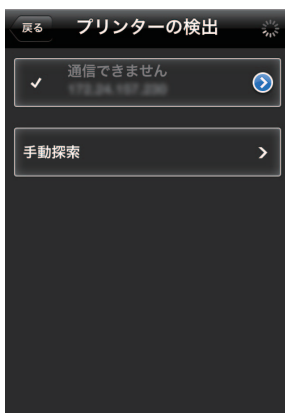 戻る
プリンターの検出
通信できません
手動探索